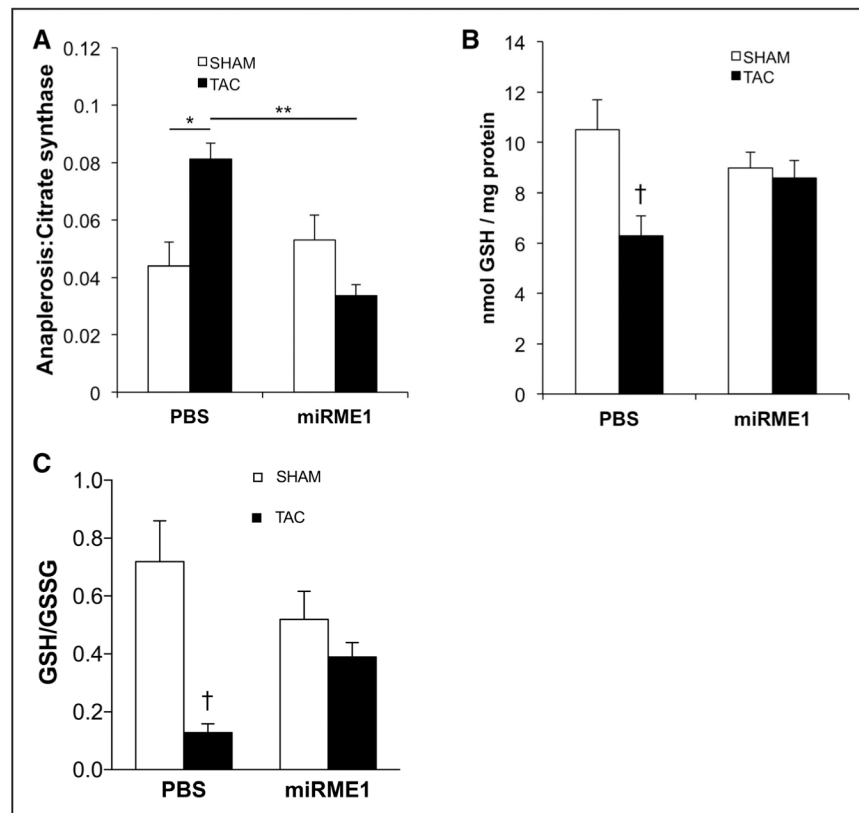 A
Anaplerosis:Citrate synthase
0.12
0.1
0.08
0.06
0.04
0.02
0
SHAM
TAC
*
**
PBS miRME1
B
nmol GSH / mg protein
14
12
10
8
6
4
2
0
SHAM
TAC
†
PBS miRME1
C
GSH/GSSG
1.0
0.8
0.6
0.4
0.2
0.0
SHAM
TAC
†
PBS miRME1